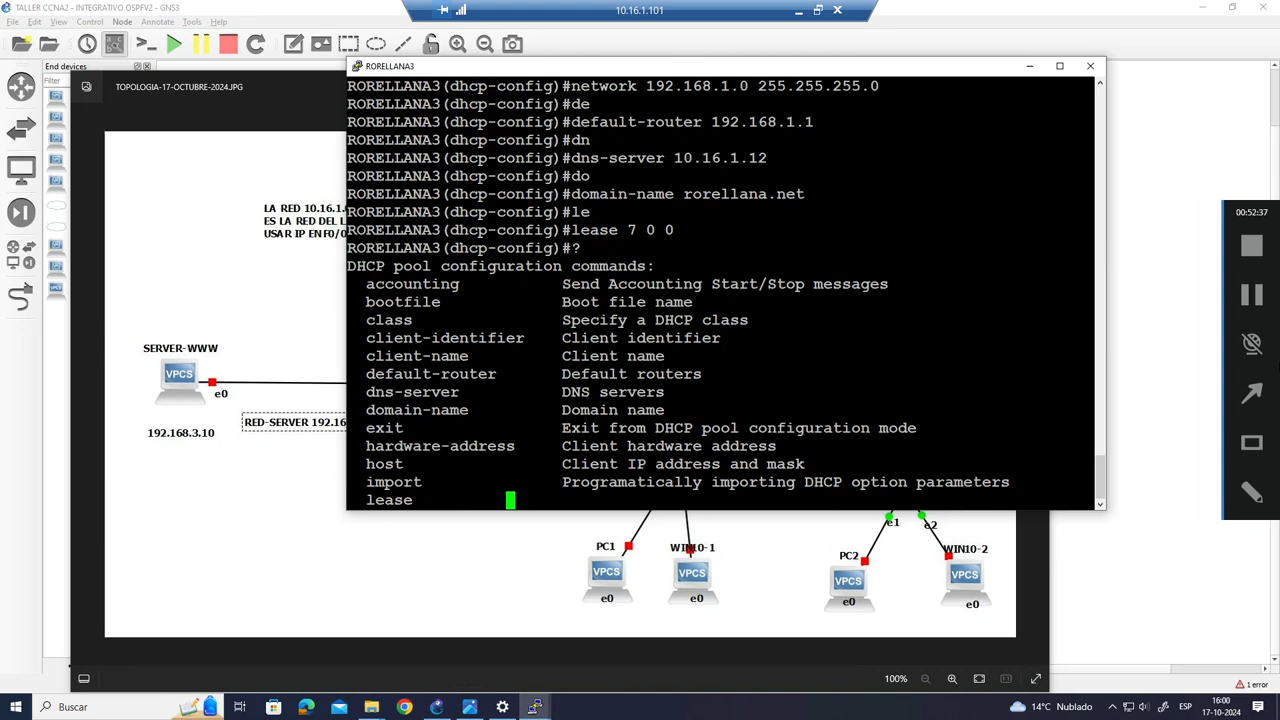 TALLER CCNA2 - INTEGRATIVO OSPFV2 - GNS3
10.16.1.101
File Edit View Control Node Annotate Tools Help
End devices
Filter
TOPOLOGIA-17-OCTUBRE-2024.JPG
LA RED 10.16.1.
ES LA RED DEL L
USAR IP EN F0/0
SERVER-WWW
VPCS
e0
192.168.3.10
RED-SERVER 192.16
RORELLANA3
RORELLANA3(dhcp-config)#network 192.168.1.0 255.255.255.0
RORELLANA3(dhcp-config)#de
RORELLANA3(dhcp-config)#default-router 192.168.1.1
RORELLANA3(dhcp-config)#dn
RORELLANA3(dhcp-config)#dns-server 10.16.1.12
RORELLANA3(dhcp-config)#do
RORELLANA3(dhcp-config)#domain-name rorellana.net
RORELLANA3(dhcp-config)#le
RORELLANA3(dhcp-config)#lease 7 0 0
RORELLANA3(dhcp-config)#?
DHCP pool configuration commands:
accounting Send Accounting Start/Stop messages
bootfile Boot file name
class Specify a DHCP class
client-identifier Client identifier
client-name Client name
default-router Default routers
dns-server DNS servers
domain-name Domain name
exit Exit from DHCP pool configuration mode
hardware-address Client hardware address
host Client IP address and mask
import Programatically importing DHCP option parameters
lease
00:52:37
e1 e2
PC1 WIN10-1 PC2 WIN10-2
VPCS VPCS VPCS VPCS
e0 e0 e0 e0
100%
1 error
Buscar
14°C Nublado
ESP
16:00
17-10-2024